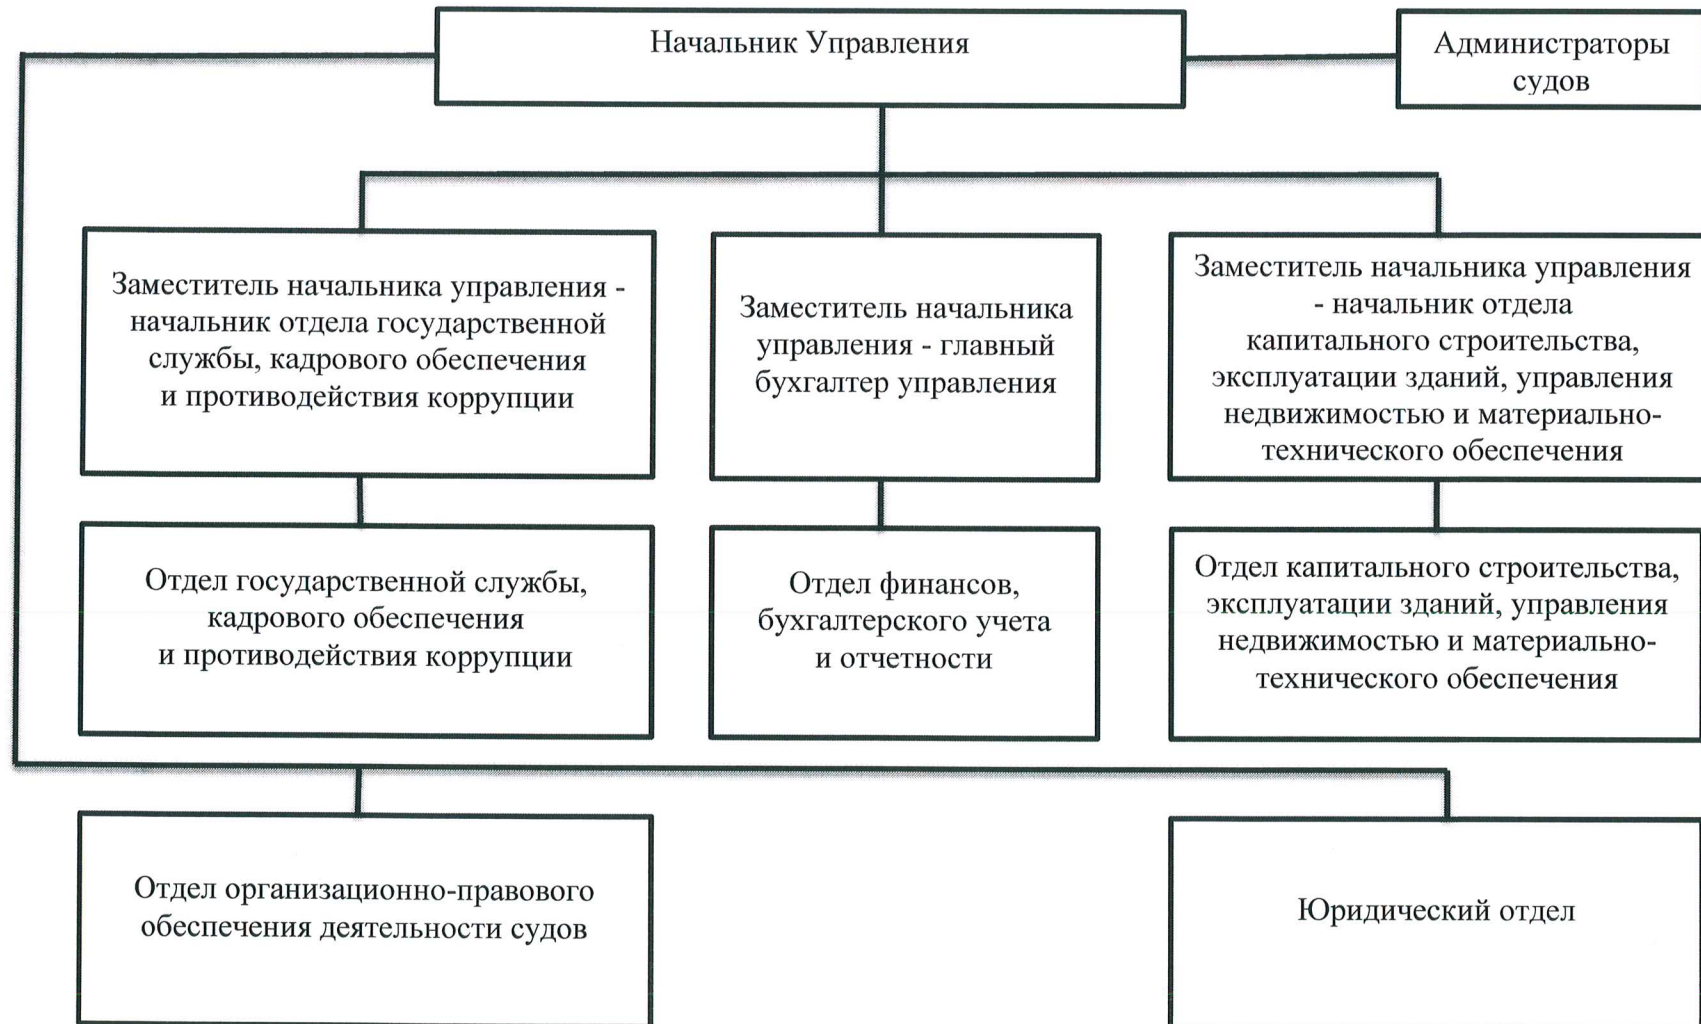 Начальник Управления
Администраторы
судов
Заместитель начальника управления -
начальник отдела государственной
службы, кадрового обеспечения
и противодействия коррупции
Заместитель начальника
управления - главный
бухгалтер управления
Заместитель начальника управления
- начальник отдела
капитального строительства,
эксплуатации зданий, управления
недвижимостью и материально-
технического обеспечения
Отдел государственной службы,
кадрового обеспечения
и противодействия коррупции
Отдел финансов,
бухгалтерского учета
и отчетности
Отдел капитального строительства,
эксплуатации зданий, управления
недвижимостью и материально-
технического обеспечения
Отдел организационно-правового
обеспечения деятельности судов
Юридический отдел